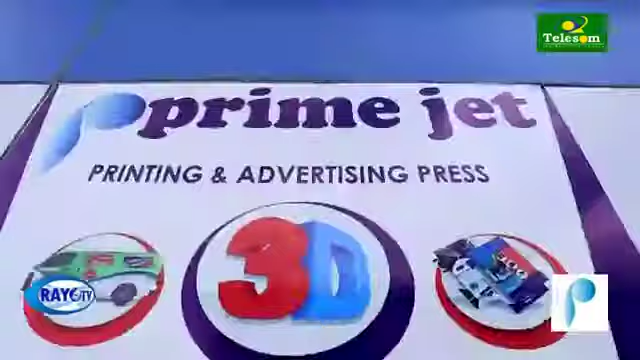 Telesom
prime jet
PRINTING & ADVERTISING PRESS
3D
RAYO TV